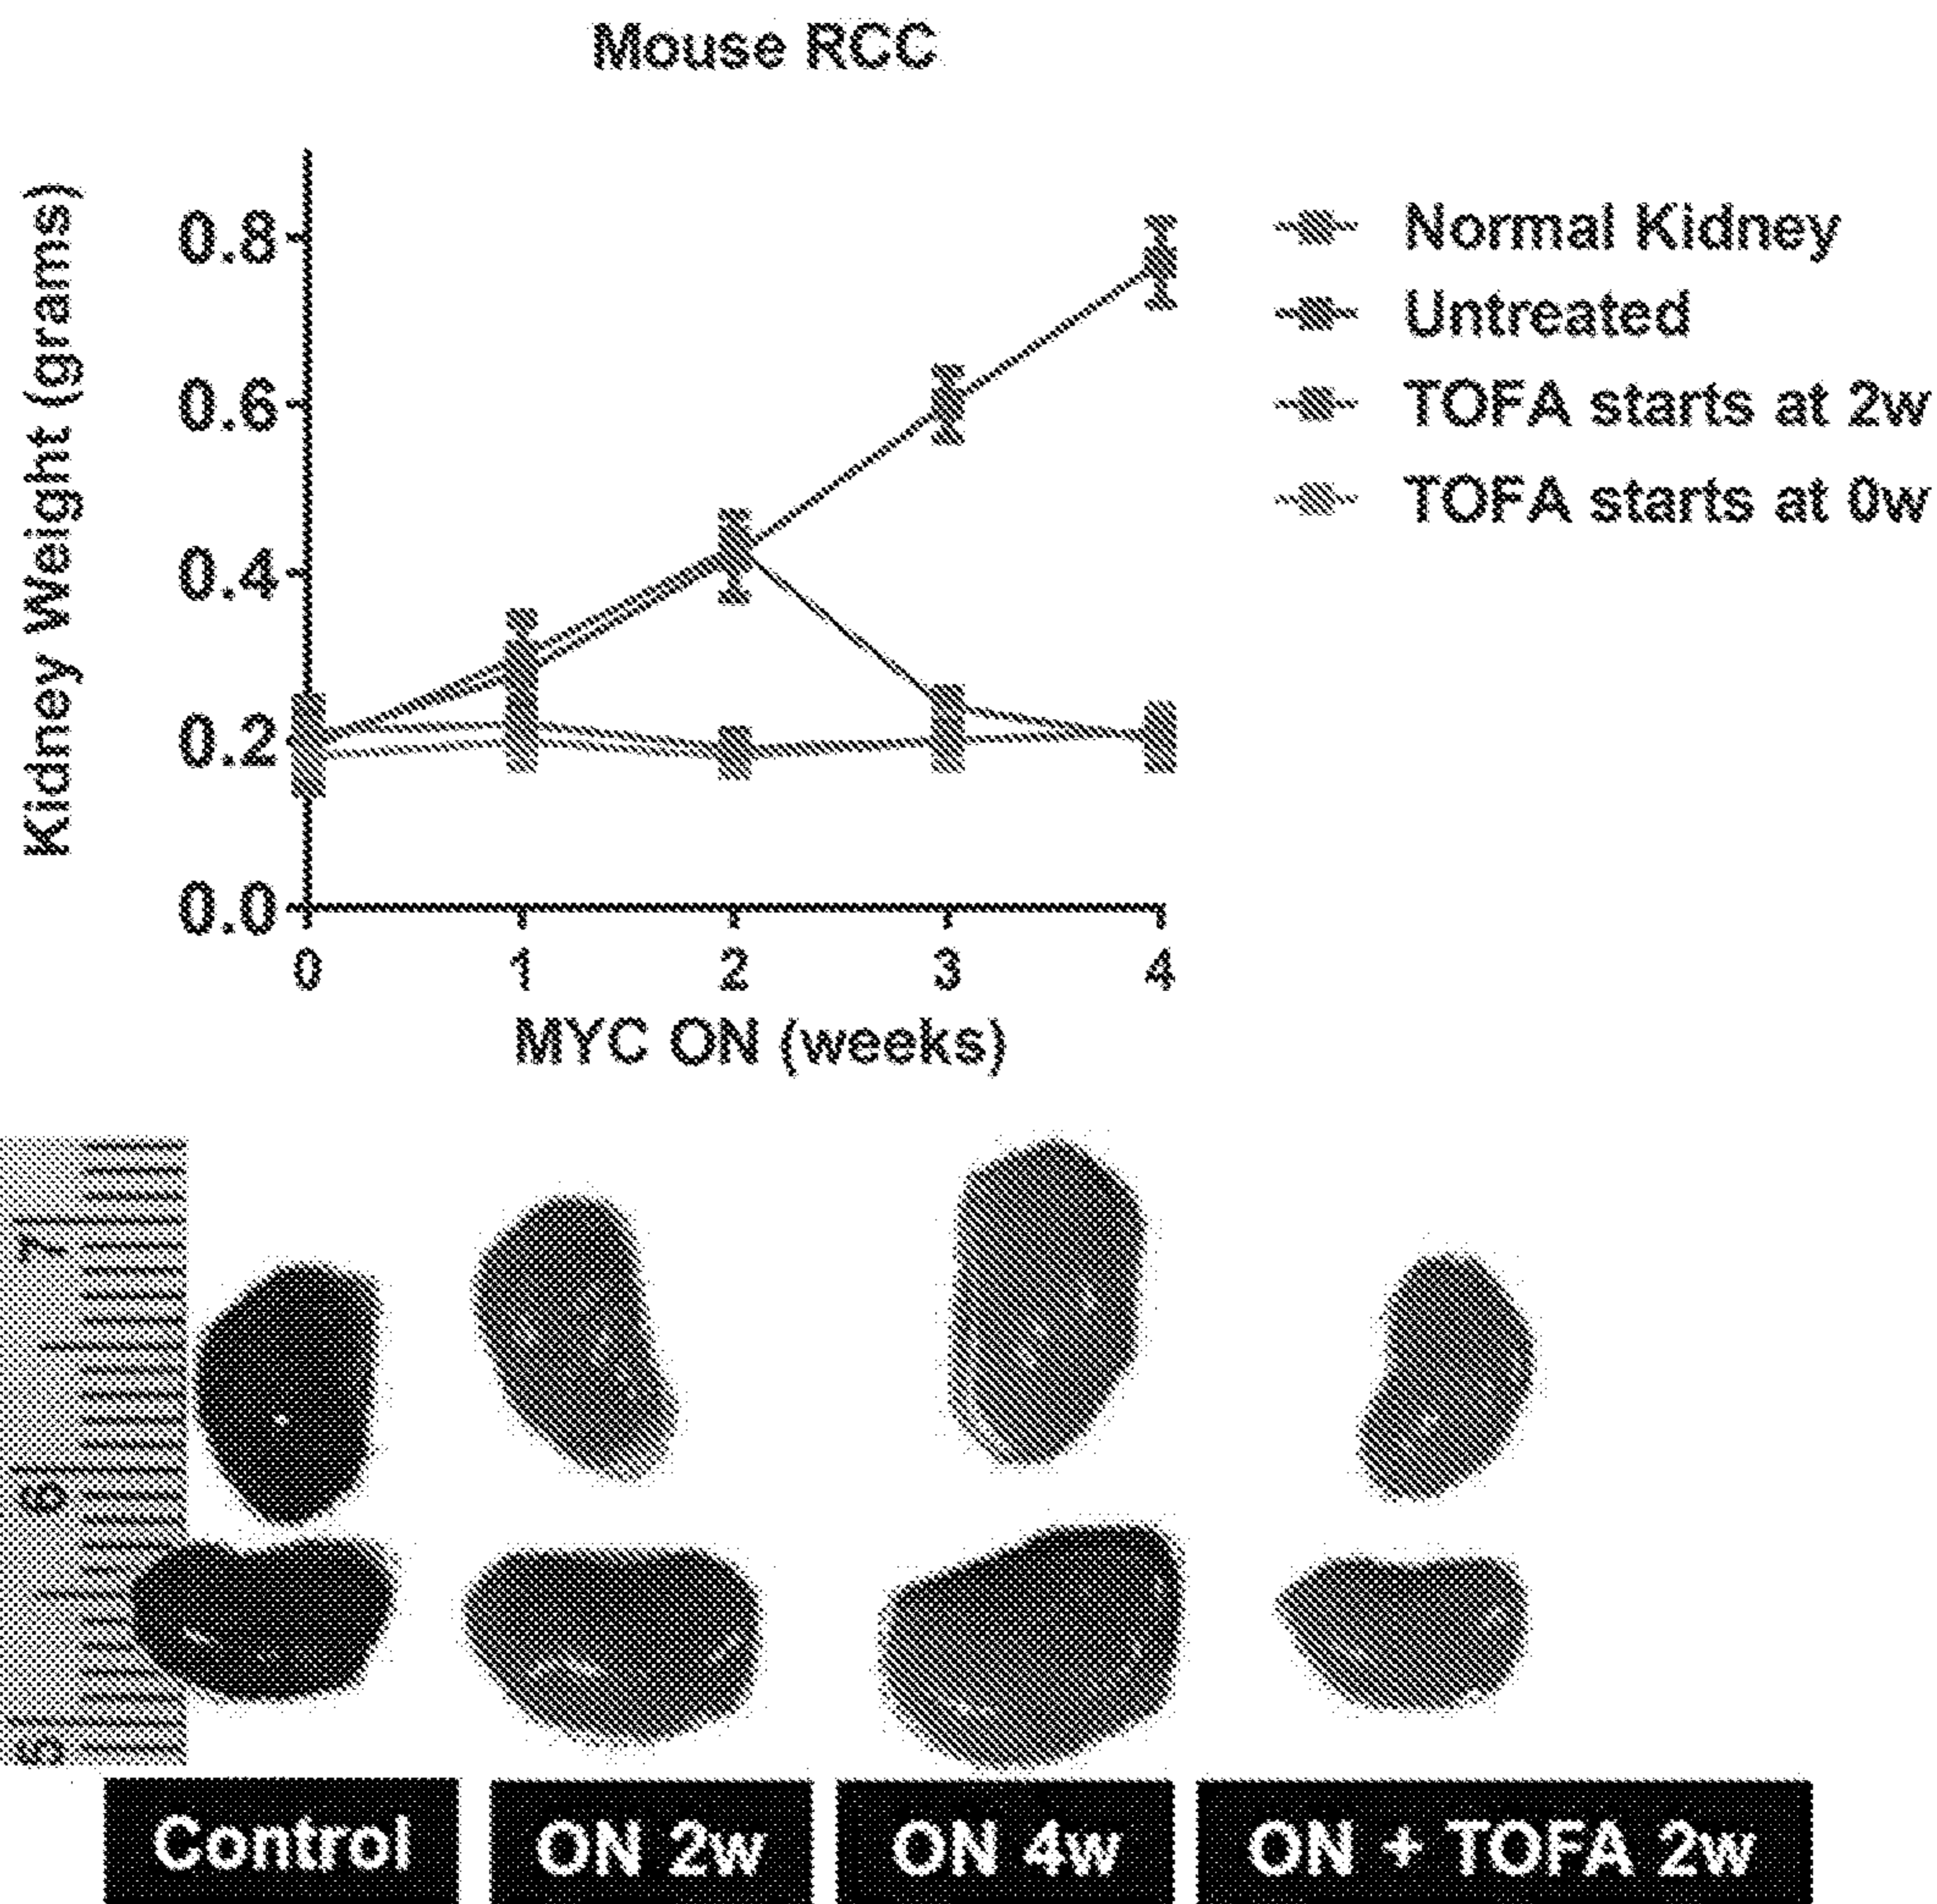 Mouse RCC
Kidney Weight (grams)
0.8
0.6
0.4
0.2
0.0
0 1 2 3 4
MYC ON (weeks)
Normal Kidney
Untreated
TOFA starts at 2w
TOFA starts at 0w
7
6
5
Control ON 2w ON 4w ON + TOFA 2w